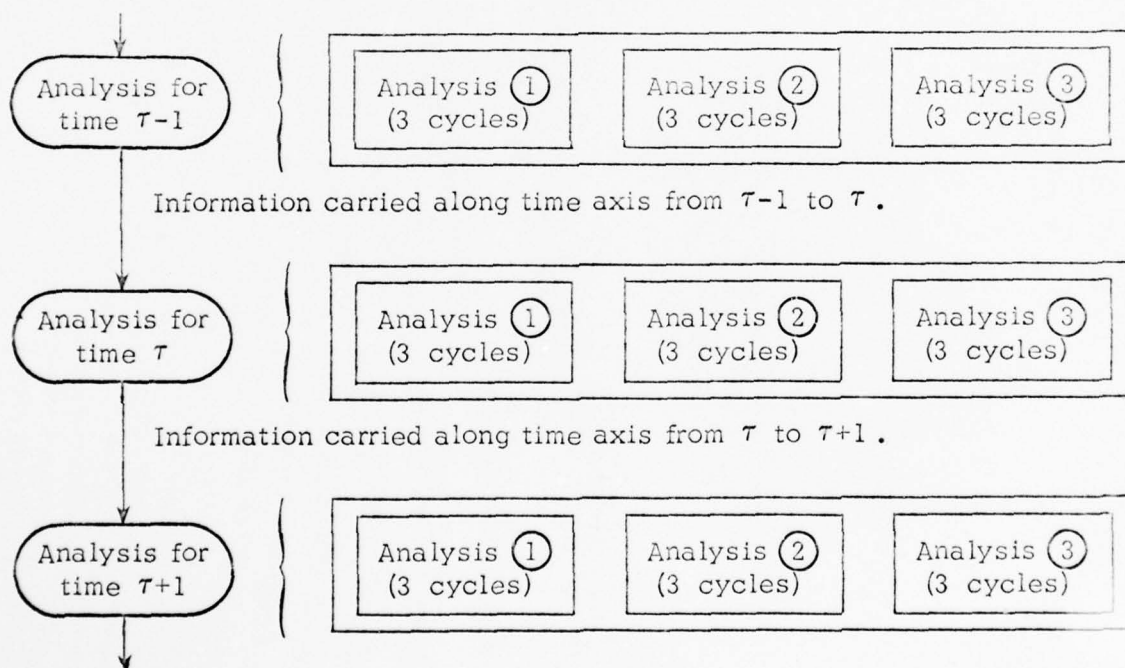 Analysis for
time τ-1
Analysis ①
(3 cycles)
Analysis ②
(3 cycles)
Analysis ③
(3 cycles)
Information carried along time axis from τ-1 to τ.
Analysis for
time τ
Analysis ①
(3 cycles)
Analysis ②
(3 cycles)
Analysis ③
(3 cycles)
Information carried along time axis from τ to τ+1.
Analysis for
time τ+1
Analysis ①
(3 cycles)
Analysis ②
(3 cycles)
Analysis ③
(3 cycles)